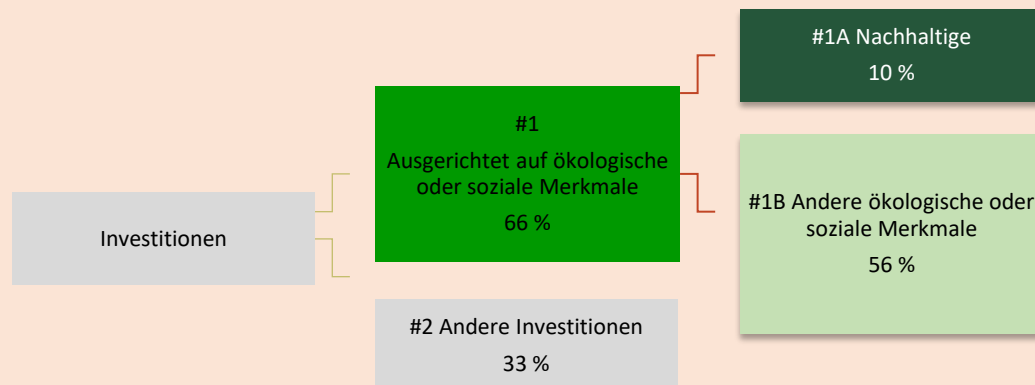 Investitionen
#1
Ausgerichtet auf ökologische
oder soziale Merkmale
66 %
#2 Andere Investitionen
33 %
#1A Nachhaltige
10 %
#1B Andere ökologische oder
soziale Merkmale
56 %